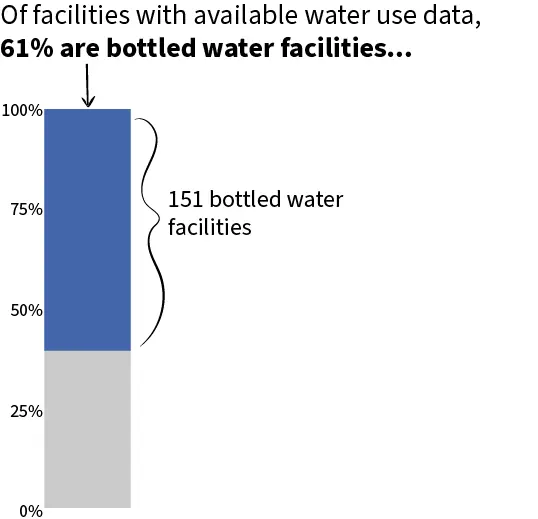 Of facilities with available water use data,
61% are bottled water facilities...
100%
151 bottled water
75%
facilities
50%
25%
0%